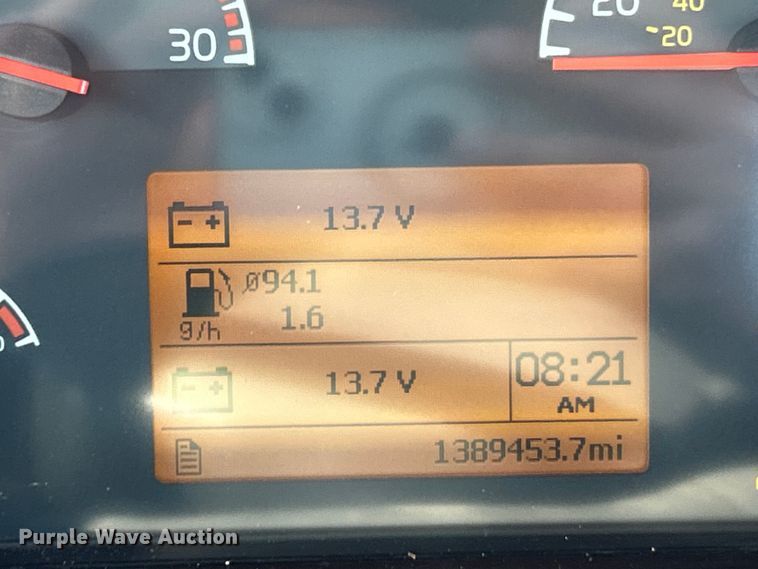 30
20
40
20
- + 13.7 V
ø94.1
1.6
g/h
- + 13.7 V
08:21
AM
1389453.7mi
Purple Wave Auction